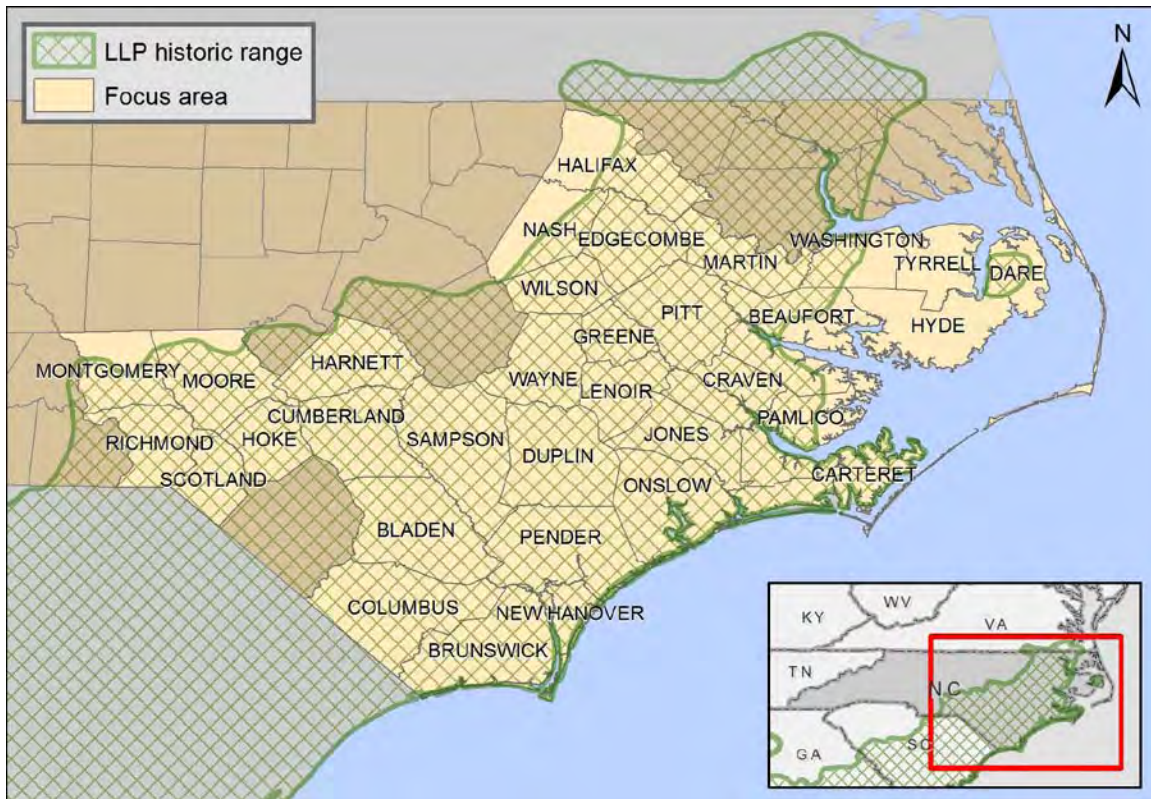 LLP historic range
Focus area
N
HALIFAX
NASH
EDGECOMBE
WASHINGTON
MARTIN
TYRRELL
DARE
WILSON
PITT
BEAUFORT
HYDE
GREENE
MONTGOMERY
MOORE
HARNETT
WAYNE
LENOIR
CRAVEN
CUMBERLAND
PAMLICO
RICHMOND
HOKE
SAMPSON
DUPLIN
JONES
SCOTLAND
CARTERET
ONSLOW
BLADEN
PENDER
COLUMBUS
NEW HANOVER
BRUNSWICK
KY
WV
VA
TN
NC
GA
SC